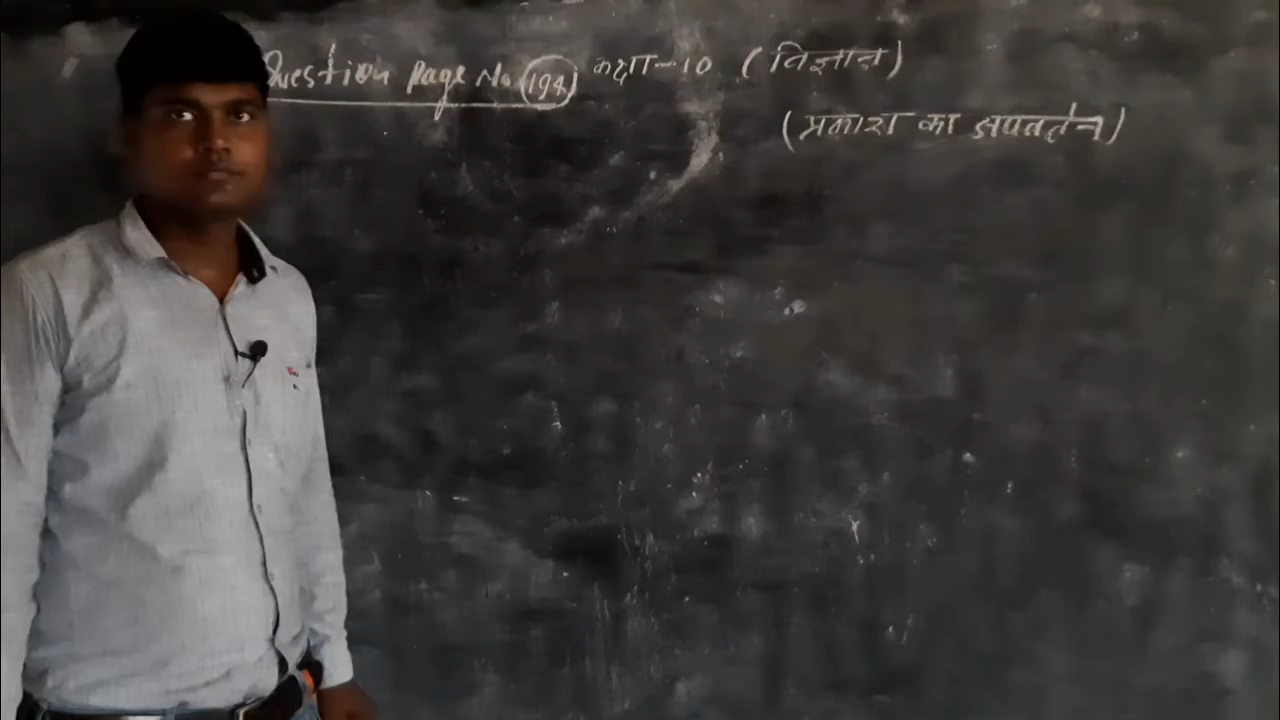 Question Page No. 194 कक्षा-10 (विज्ञान)
(प्रकाश का अपवर्तन)